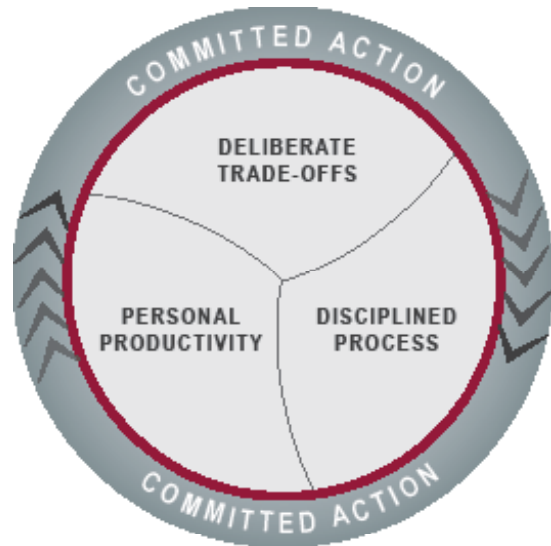 COMMITTED ACTION
DELIBERATE
TRADE-OFFS
PERSONAL
PRODUCTIVITY
DISCIPLINED
PROCESS
COMMITTED ACTION